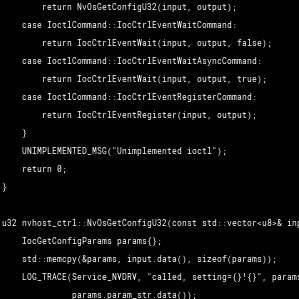 return NvOsGetConfigU32(input, output);
case IoctlCommand::IocCtrlEventWaitCommand:
return IocCtrlEventWait(input, output, false);
case IoctlCommand::IocCtrlEventWaitAsyncCommand:
return IocCtrlEventWait(input, output, true);
case IoctlCommand::IocCtrlEventRegisterCommand:
return IocCtrlEventRegister(input, output);
}
UNIMPLEMENTED_MSG("Unimplemented ioctl");
return 0;
}
u32 nvhost_ctrl::NvOsGetConfigU32(const std::vector<u8>& inp
IocGetConfigParams params{};
std::memcpy(&params, input.data(), sizeof(params));
LOG_TRACE(Service_NVDRV, "called, setting={}!{}", params
params.param_str.data());